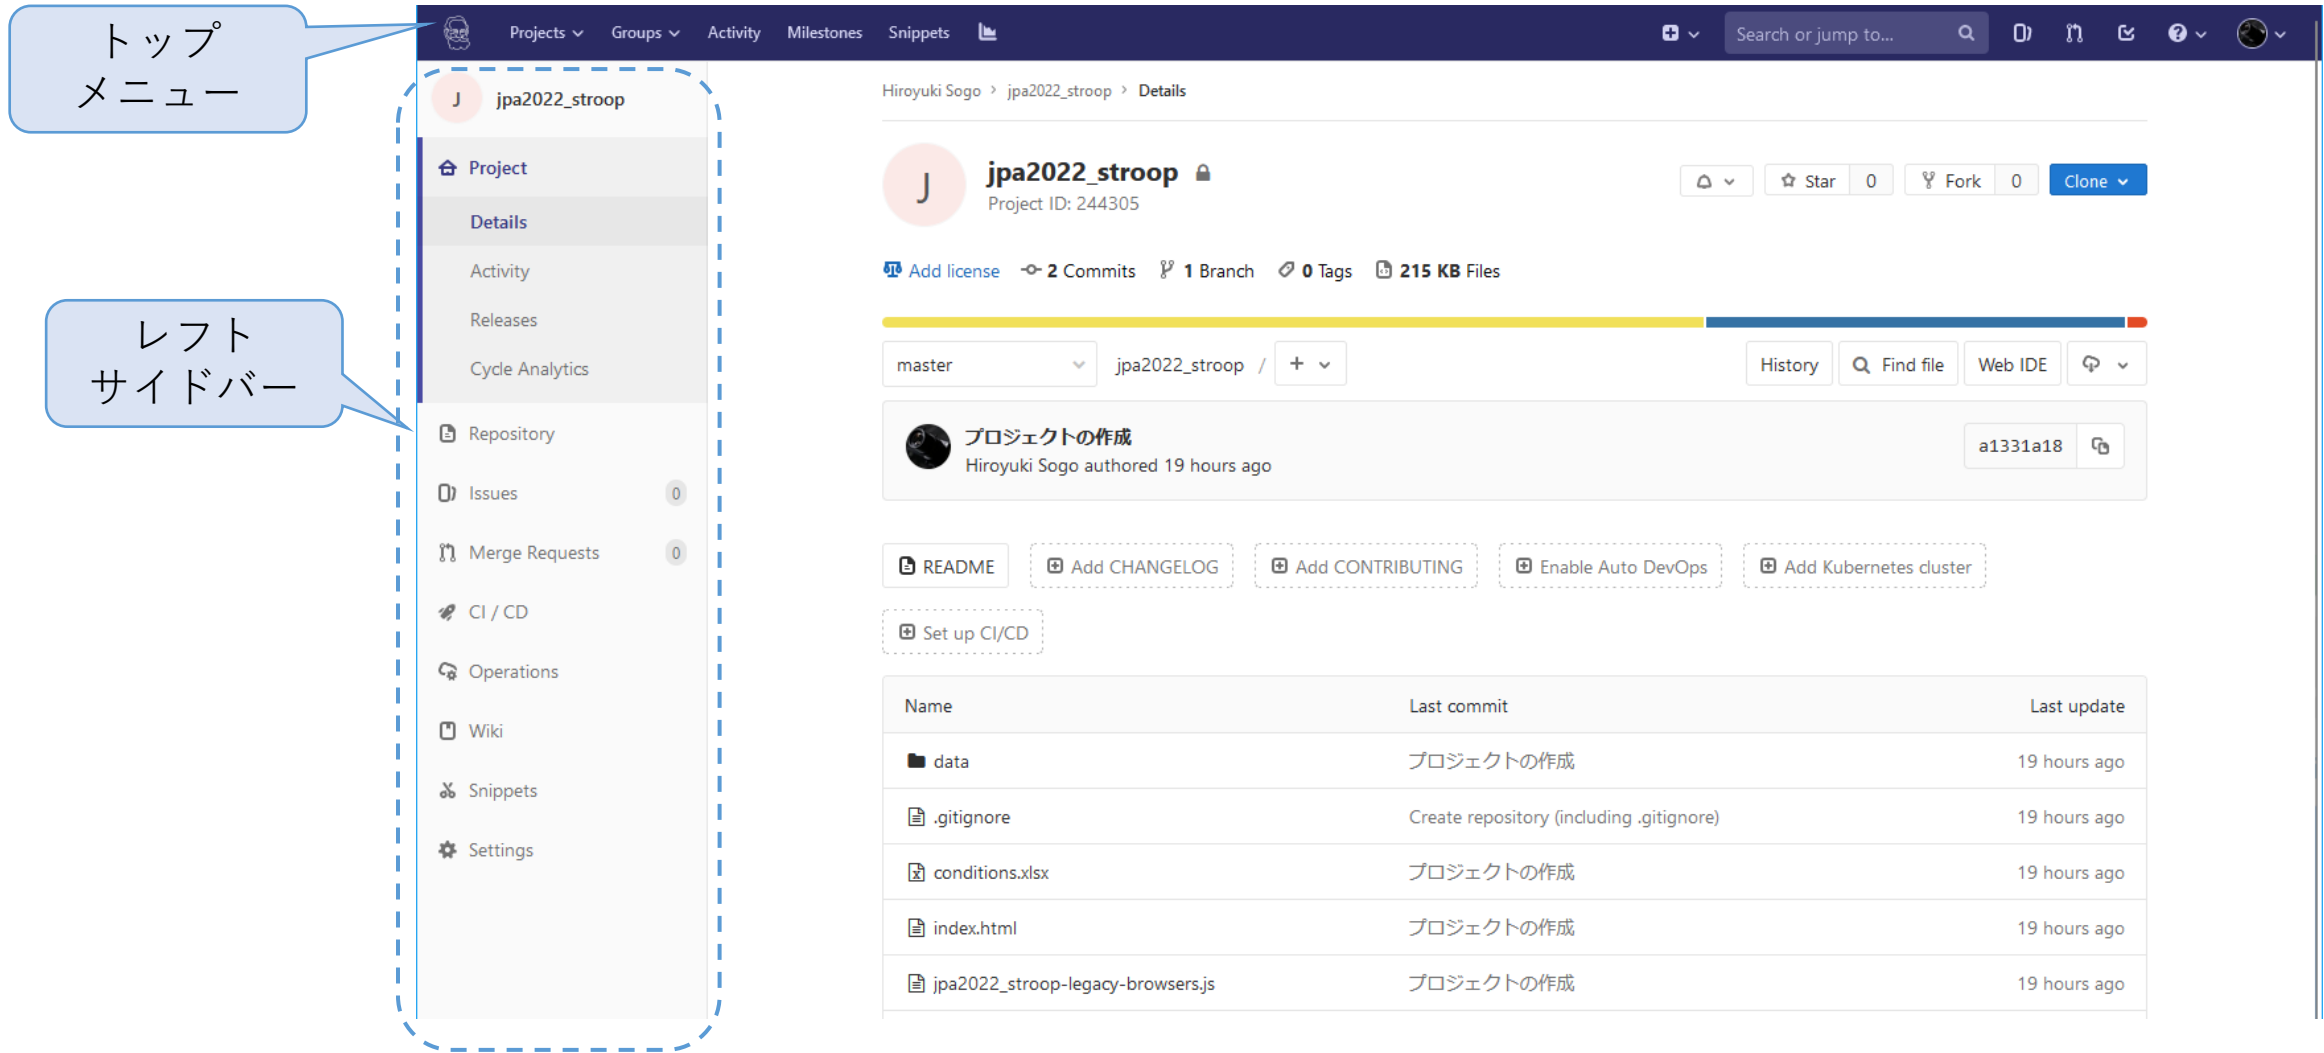 トップ
メニュー
Projects Groups Activity Milestones Snippets Search or jump to...
J jpa2022_stroop
Project
Details
Activity
Releases
Cycle Analytics
レフト
サイドバー
Repository
Issues 0
Merge Requests 0
CI / CD
Operations
Wiki
Snippets
Settings
Hiroyuki Sogo > jpa2022_stroop > Details
J
jpa2022_stroop
Project ID: 244305
Star 0 Fork 0 Clone
Add license 2 Commits 1 Branch 0 Tags 215 KB Files
master jpa2022_stroop / + History Find file Web IDE
プロジェクトの作成
Hiroyuki Sogo authored 19 hours ago
a1331a18
README Add CHANGELOG Add CONTRIBUTING Enable Auto DevOps Add Kubernetes cluster
Set up CI/CD
Name Last commit Last update
data プロジェクトの作成 19 hours ago
.gitignore Create repository (including .gitignore) 19 hours ago
conditions.xlsx プロジェクトの作成 19 hours ago
index.html プロジェクトの作成 19 hours ago
jpa2022_stroop-legacy-browsers.js プロジェクトの作成 19 hours ago